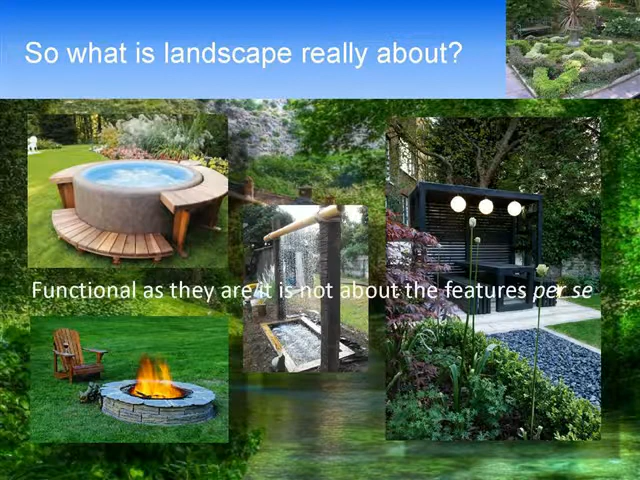 So what is landscape really about?
Functional as they are it is not about the features per se